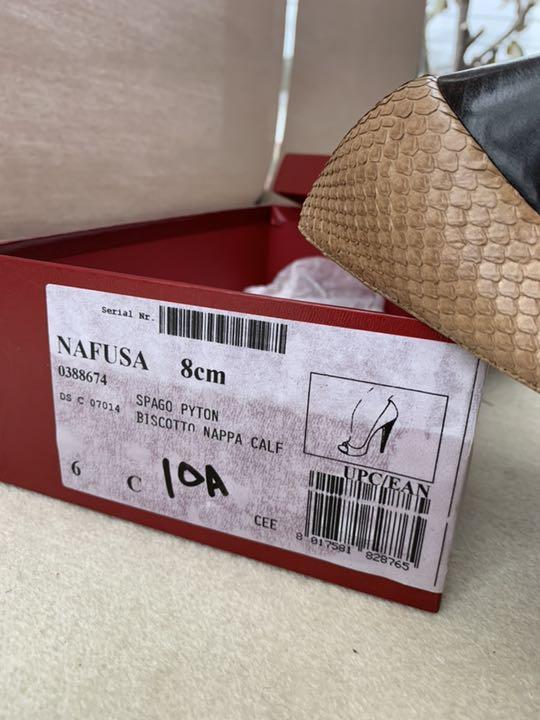 Serial Nr.
NAFUSA 8cm
0388674
DS C 07014 SPAGO PYTON
BISCOTTO NAPPA CALF
6 C 10A
CEE
UPC/EAN
8 017581 828765